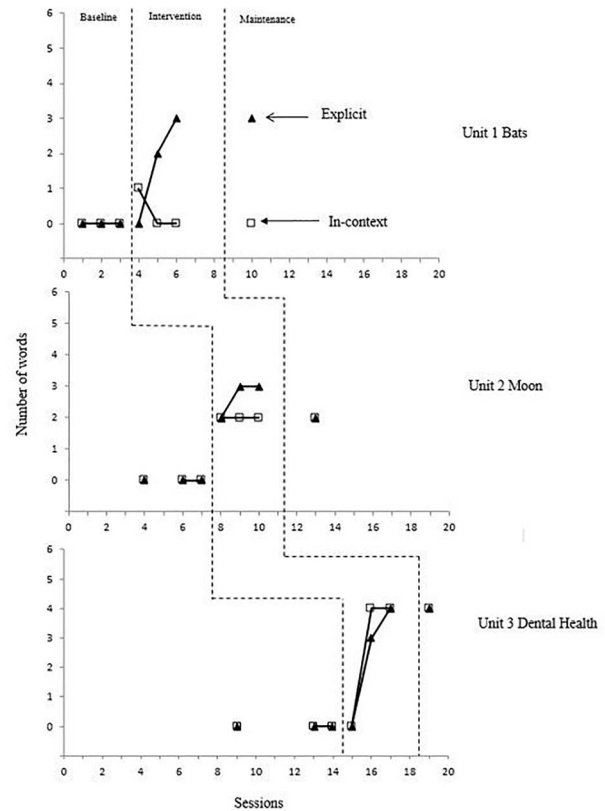 Baseline Intervention Maintenance
6
5
4
3 Explicit
Unit 1 Bats
2
1
0 In-context
0 2 4 6 8 10 12 14 16 18 20
Number of words
6
5
4
3 Unit 2 Moon
2
1
0
0 2 4 6 8 10 12 14 16 18 20
6
5
4
Unit 3 Dental Health
3
2
1
0
0 2 4 6 8 10 12 14 16 18 20
Sessions